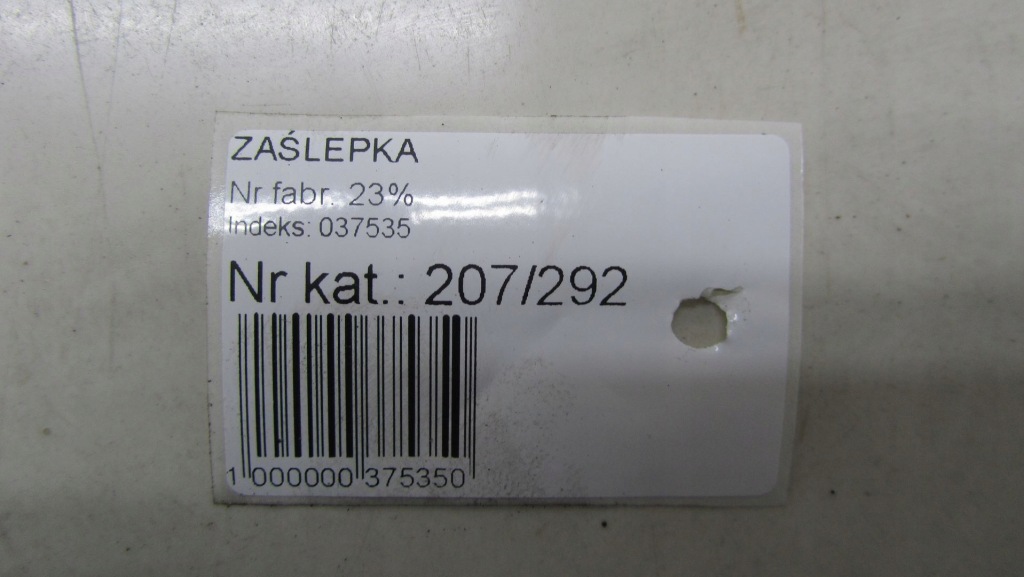 ZAŚLEPKA
Nr fabr. 23%
Indeks: 037535
Nr kat.: 207/292
1 000000 375350